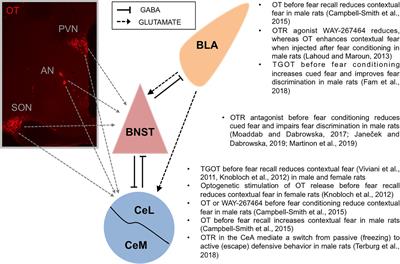 OT
PVN
AN
SON
GABA
GLUTAMATE
BLA
BNST
CeL
CeM
• OT before fear recall reduces contextual
fear in male rats (Campbell-Smith et al.,
2015)
• OTR agonist WAY-267464 reduces,
whereas OT enhances contextual fear
when injected after fear conditioning in
male rats (Lahoud and Maroun, 2013)
• TGOT before fear conditioning
increases cued fear and improves fear
discrimination in male rats (Fam et al.,
2018)
• OTR antagonist before fear conditioning reduces
cued fear and impairs fear discrimination in male rats
(Moaddab and Dabrowska, 2017; Janeček and
Dabrowska, 2019; Martinon et al., 2019)
• TGOT before fear recall reduces contextual fear (Viviani et al.,
2011, Knobloch et al., 2012) in male and female rats
• Optogenetic stimulation of OT release before fear recall
reduces contextual fear in female rats (Knobloch et al., 2012)
• OT or WAY-267464 before fear conditioning reduce contextual
fear in male rats (Campbell-Smith et al., 2015)
• OT before fear recall increases contextual fear in male rats
(Campbell-Smith et al., 2015)
• OTR in the CeA mediate a switch from passive (freezing) to
active (escape) defensive behavior in male rats (Terburg et al.,
2018)